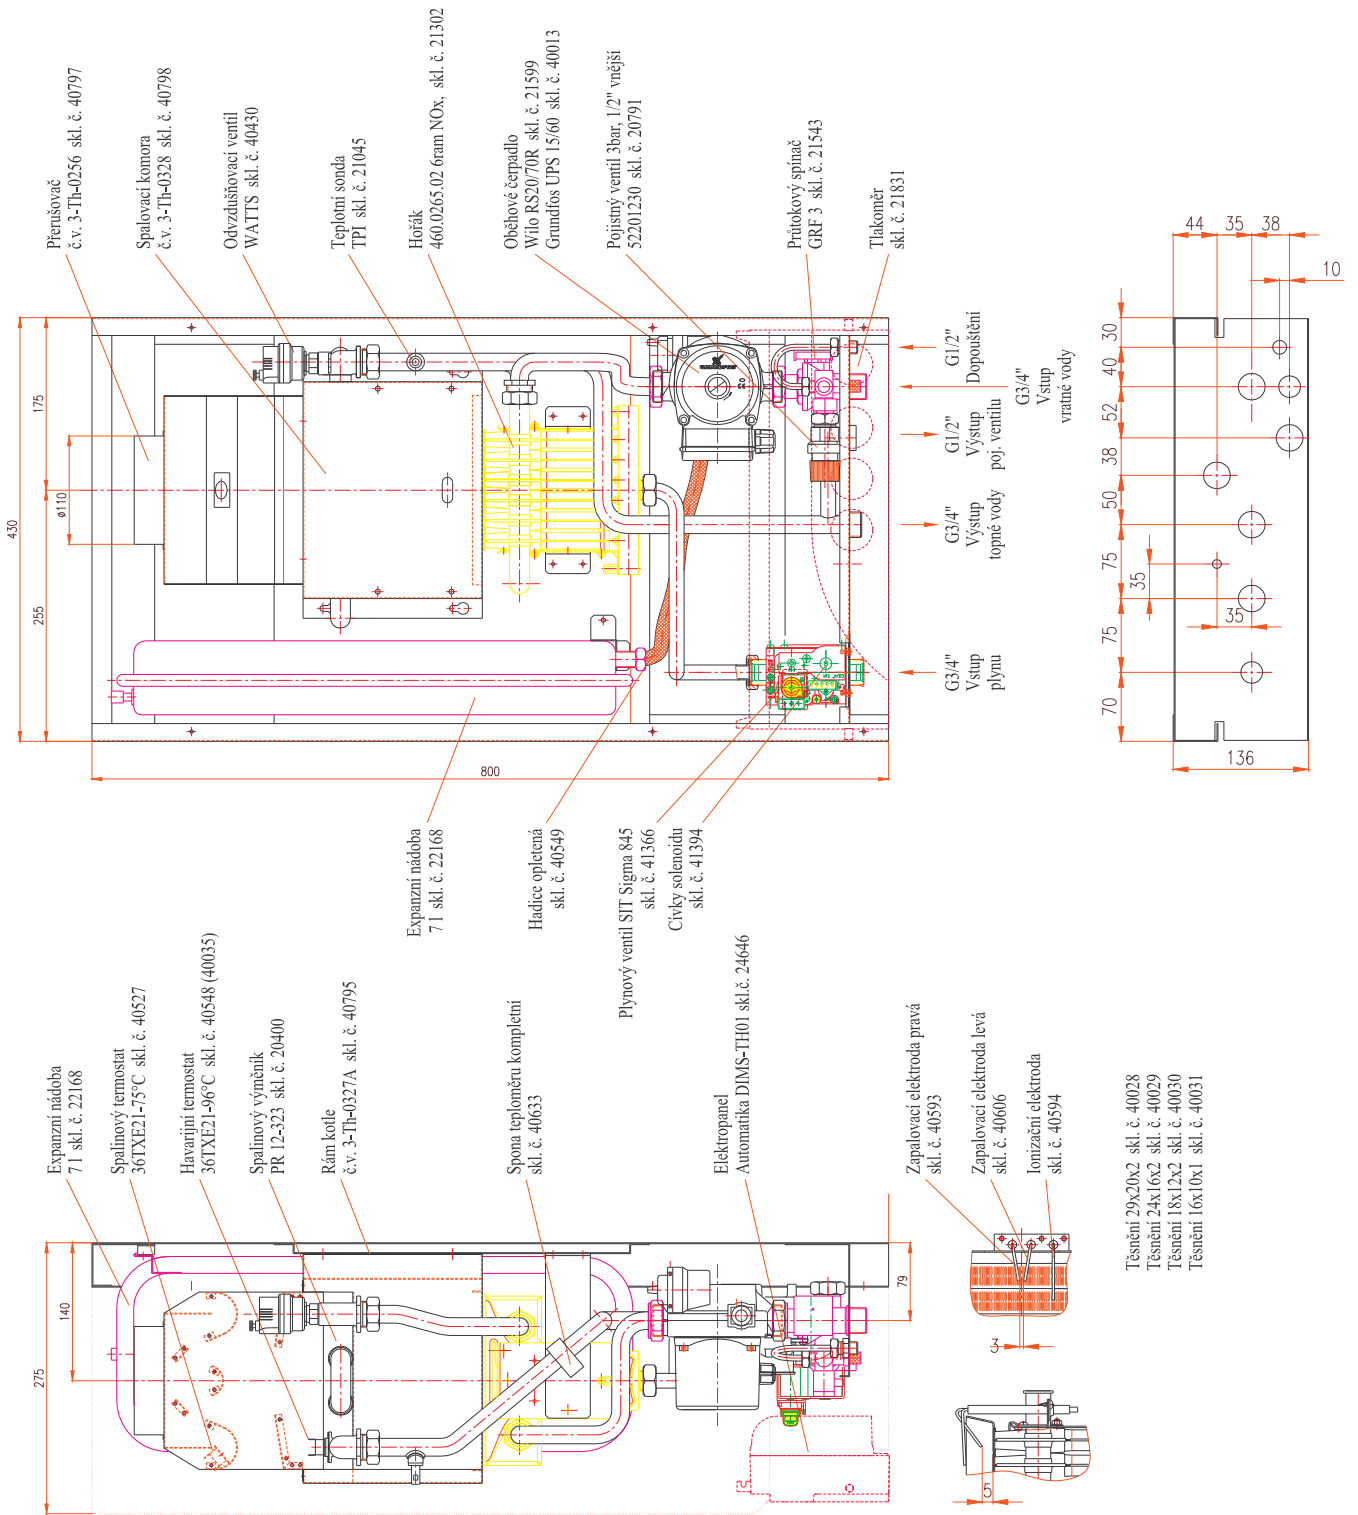 Přerušovač
č.v. 3-Th-0256 skl. č. 40797
Spalovací komora
č.v. 3-Th-0328 skl. č. 40798
Odvzdušňovací ventil
WATTS skl. č. 40430
Teplotní sonda
TPI skl. č. 21045
Hořák
460.0265.02 6ram NOx, skl. č. 21302
Oběhové čerpadlo
Wilo RS20/70R skl. č. 21599
Grundfos UPS 15/60 skl. č. 40013
Pojistný ventil 3bar, 1/2" vnější
52201230 skl. č. 20791
Průtokový spínač
GRF 3 skl. č. 21543
Tlakoměr
skl. č. 21831
430
175
255
ø110
800
G1/2"
Dopouštění
G3/4"
Vstup
vratné vody
G1/2"
Výstup
poj. ventilu
G3/4"
Výstup
topné vody
G3/4"
Vstup
plynu
44
35
38
10
30
40
52
38
50
75
35
35
75
70
136
Expanzní nádoba
7 l skl. č. 22168
Hadice opletená
skl. č. 40549
Plynový ventil SIT Sigma 845
skl. č. 41366
Cívky solenoidu
skl. č. 41394
Expanzní nádoba
7 l skl. č. 22168
Spalinový termostat
36TXE21-75°C skl. č. 40527
Havarijní termostat
36TXE21-96°C skl. č. 40548 (40035)
Spalinový výměník
PR 12-323 skl. č. 20400
Rám kotle
č.v. 3-Th-0327A skl. č. 40795
Spona teploměru kompletní
skl. č. 40633
Elektropanel
Automatika DIMS-TH01 skl.č. 24646
Zapalovací elektroda pravá
skl. č. 40593
Zapalovací elektroda levá
skl. č. 40606
Ionizační elektroda
skl. č. 40594
Těsnění 29x20x2 skl. č. 40028
Těsnění 24x16x2 skl. č. 40029
Těsnění 18x12x2 skl. č. 40030
Těsnění 16x10x1 skl. č. 40031
275
140
79
3
5